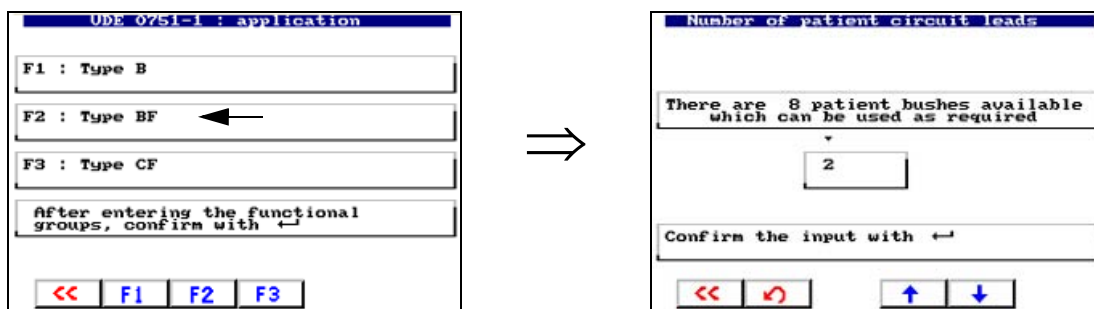 VDE 0751-1 : application
F1 : Type B
F2 : Type BF
F3 : Type CF
After entering the functional
groups, confirm with ↵
<< F1 F2 F3
Number of patient circuit leads
There are 8 patient bushes available
which can be used as required
2
Confirm the input with ↵
<<